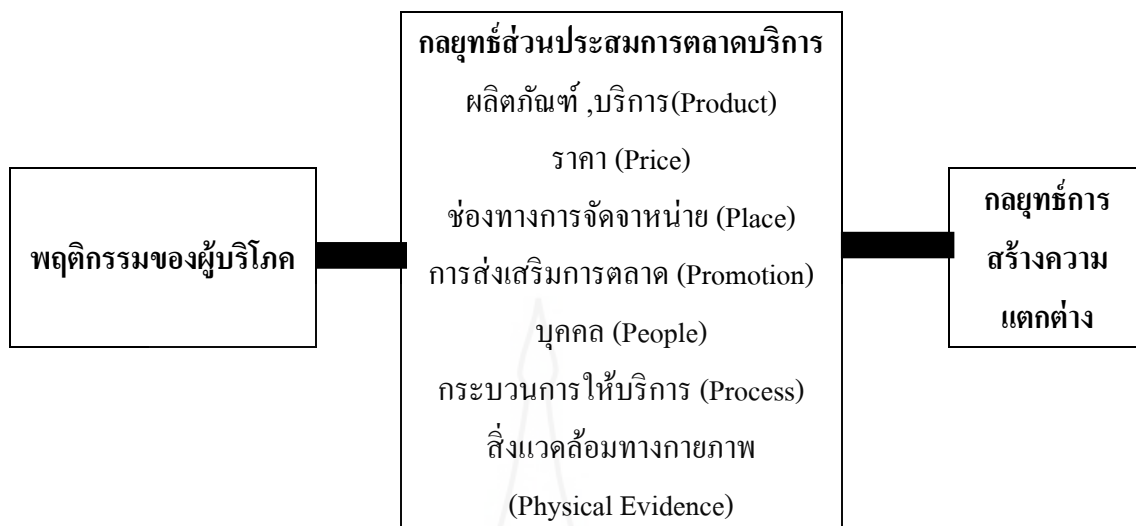 พฤติกรรมของผู้บริโภค
กลยุทธ์ส่วนประสมการตลาดบริการ
ผลิตภัณฑ์ ,บริการ(Product)
ราคา (Price)
ช่องทางการจัดจาหน่าย (Place)
การส่งเสริมการตลาด (Promotion)
บุคคล (People)
กระบวนการให้บริการ (Process)
สิ่งแวดล้อมทางกายภาพ
(Physical Evidence)
กลยุทธ์การ
สร้างความ
แตกต่าง